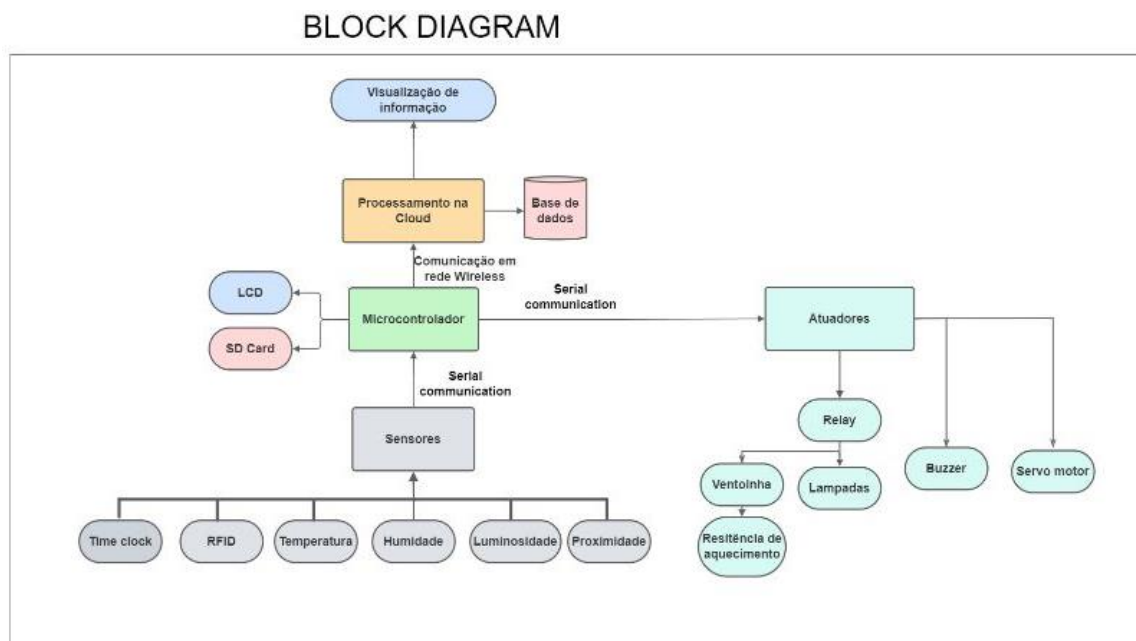 BLOCK DIAGRAM
Visualização de
informação
Processamento na
Cloud
Base de
dados
Comunicação em
rede Wireless
LCD
SD Card
Microcontrolador
Serial
communication
Atuadores
Serial
communication
Sensores
Relay
Ventoinha
Lampadas
Buzzer
Servo motor
Resitência de
aquecimento
Time clock
RFID
Temperatura
Humidade
Luminosidade
Proximidade